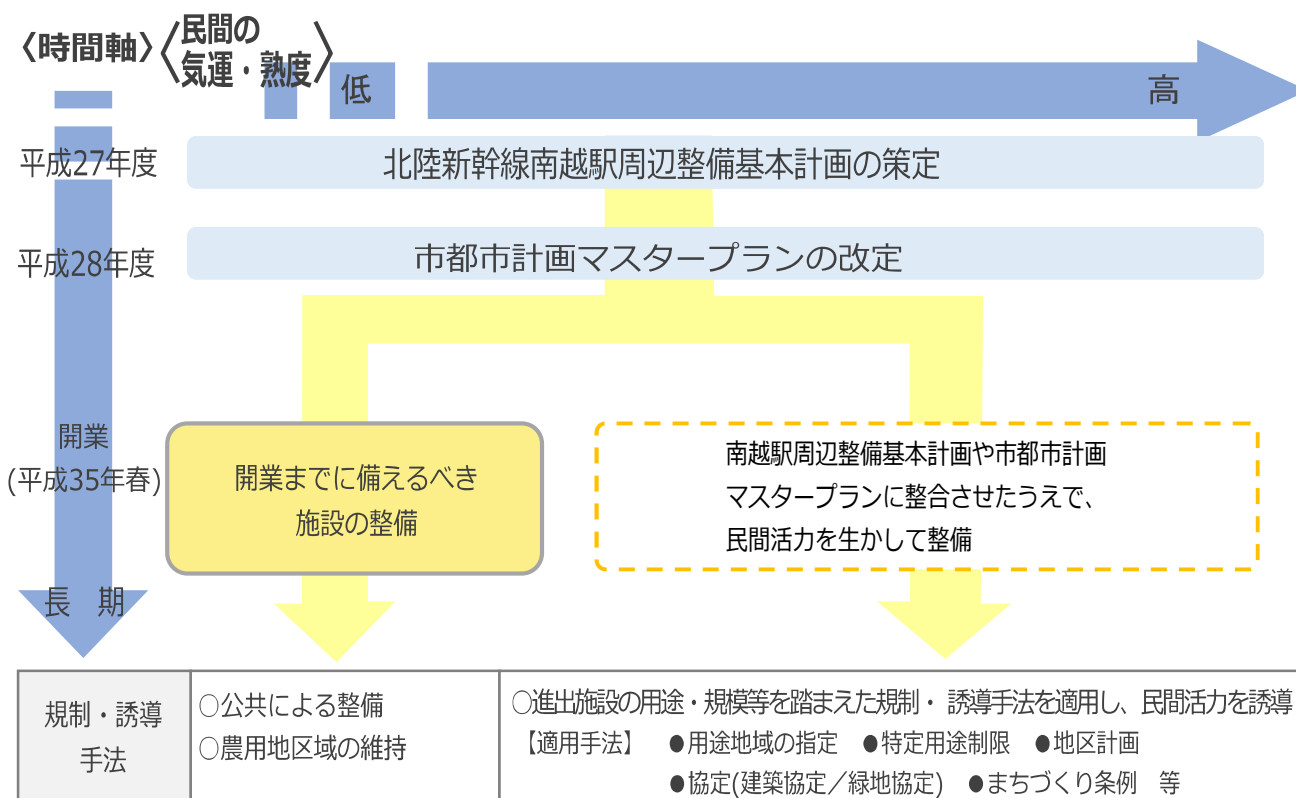 〈時間軸〉
〈民間の
気運・熟度〉
低
高
平成27年度
北陸新幹線南越駅周辺整備基本計画の策定
平成28年度
市都市計画マスタープランの改定
開業
(平成35年春)
開業までに備えるべき
施設の整備
南越駅周辺整備基本計画や市都市計画
マスタープランに整合させたうえで、
民間活力を生かして整備
長　期
規制・誘導
手法
○公共による整備
○農用地区域の維持
○進出施設の用途・規模等を踏まえた規制・ 誘導手法を適用し、民間活力を誘導
【適用手法】　●用途地域の指定　●特定用途制限　●地区計画
●協定(建築協定／緑地協定)　●まちづくり条例　等